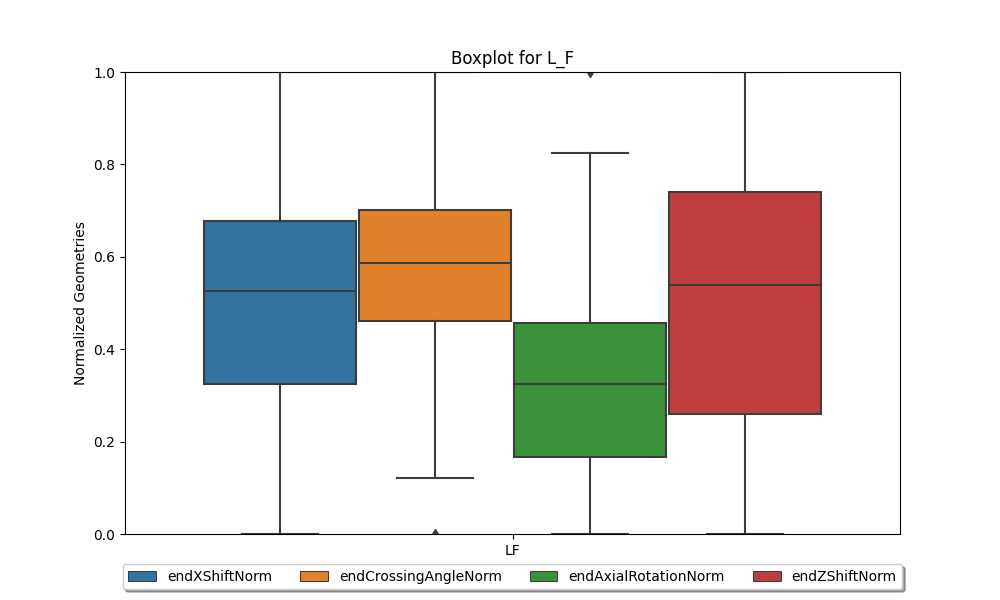 Boxplot for L_F
1.0
0.8
0.6
0.4
0.2
0.0
Normalized Geometries
LF
endXShiftNorm endCrossingAngleNorm endAxialRotationNorm endZShiftNorm